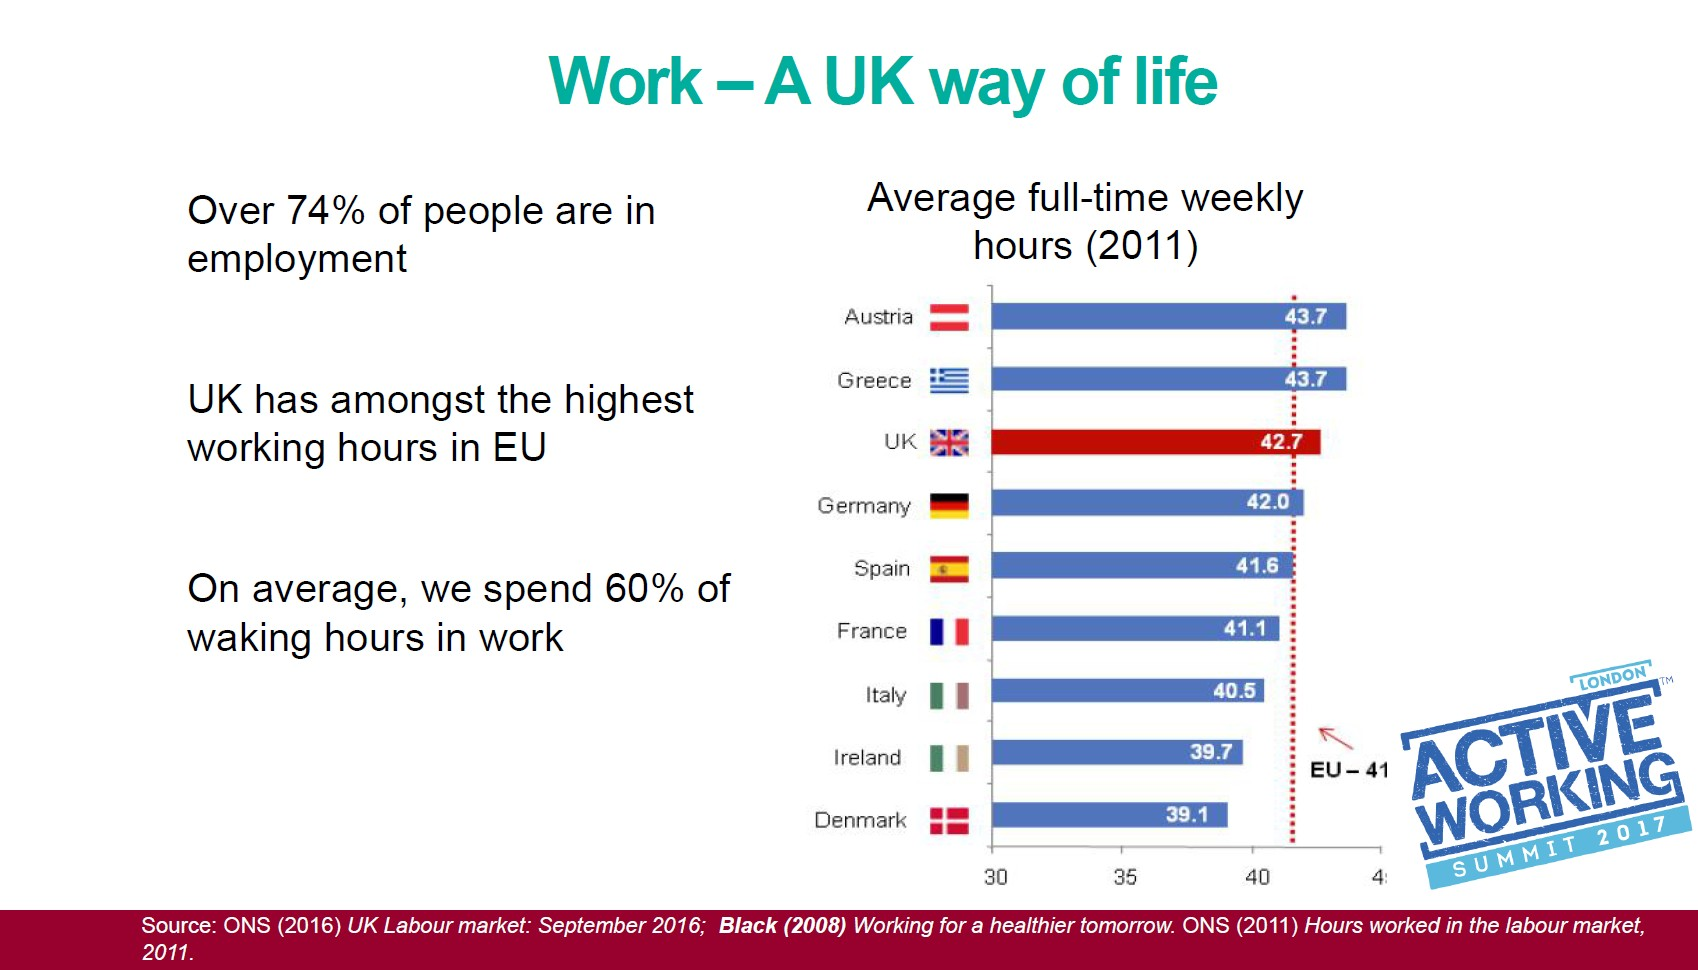 Work – A UK way of life
Over 74% of people are in
employment
UK has amongst the highest
working hours in EU
On average, we spend 60% of
waking hours in work
Average full-time weekly
hours (2011)
Austria 43.7
Greece 43.7
UK 42.7
Germany 42.0
Spain 41.6
France 41.1
Italy 40.5
Ireland 39.7
Denmark 39.1
EU – 41
30 35 40
LONDON
ACTIVE ™
WORKING
SUMMIT 2017
Source: ONS (2016) UK Labour market: September 2016; Black (2008) Working for a healthier tomorrow. ONS (2011) Hours worked in the labour market,
2011.